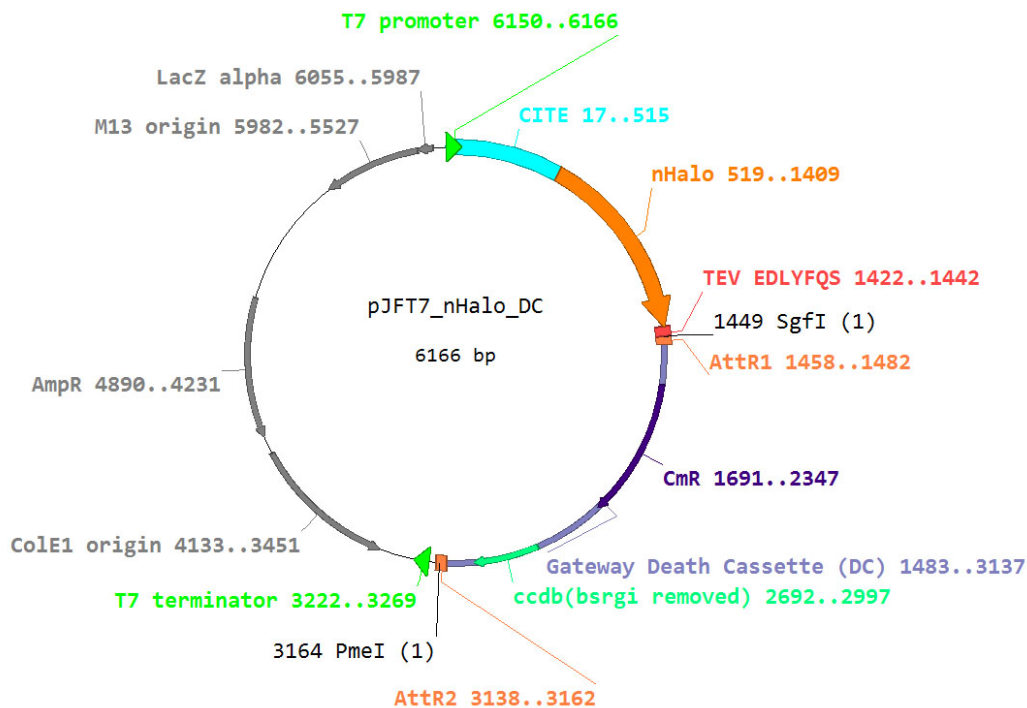 T7 promoter 6150..6166
LacZ alpha 6055..5987
CITE 17..515
M13 origin 5982..5527
nHalo 519..1409
TEV EDLYFQS 1422..1442
pJFT7_nHalo_DC
1449 SgfI (1)
6166 bp
AttR1 1458..1482
AmpR 4890..4231
CmR 1691..2347
ColE1 origin 4133..3451
Gateway Death Cassette (DC) 1483..3137
ccdb(bsrgi removed) 2692..2997
T7 terminator 3222..3269
3164 PmeI (1)
AttR2 3138..3162